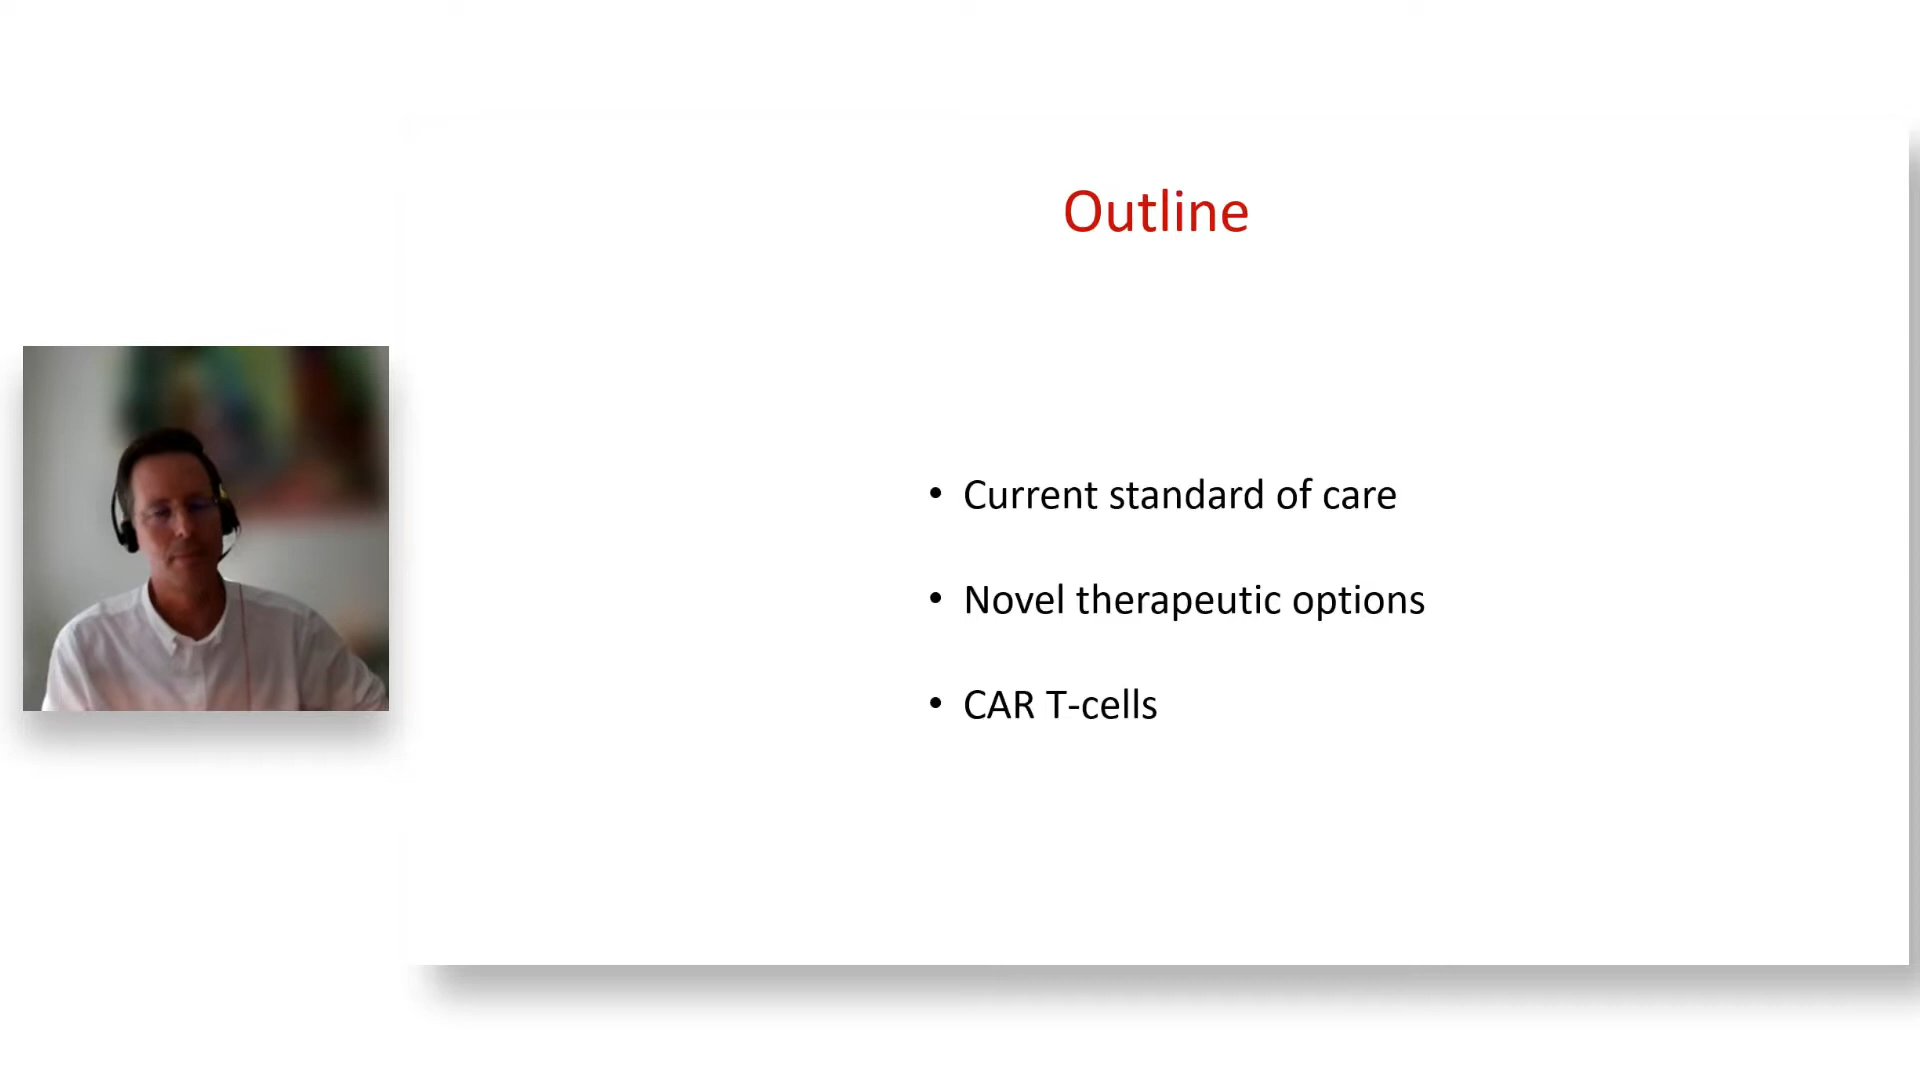 Outline
• Current standard of care
• Novel therapeutic options
• CAR T-cells